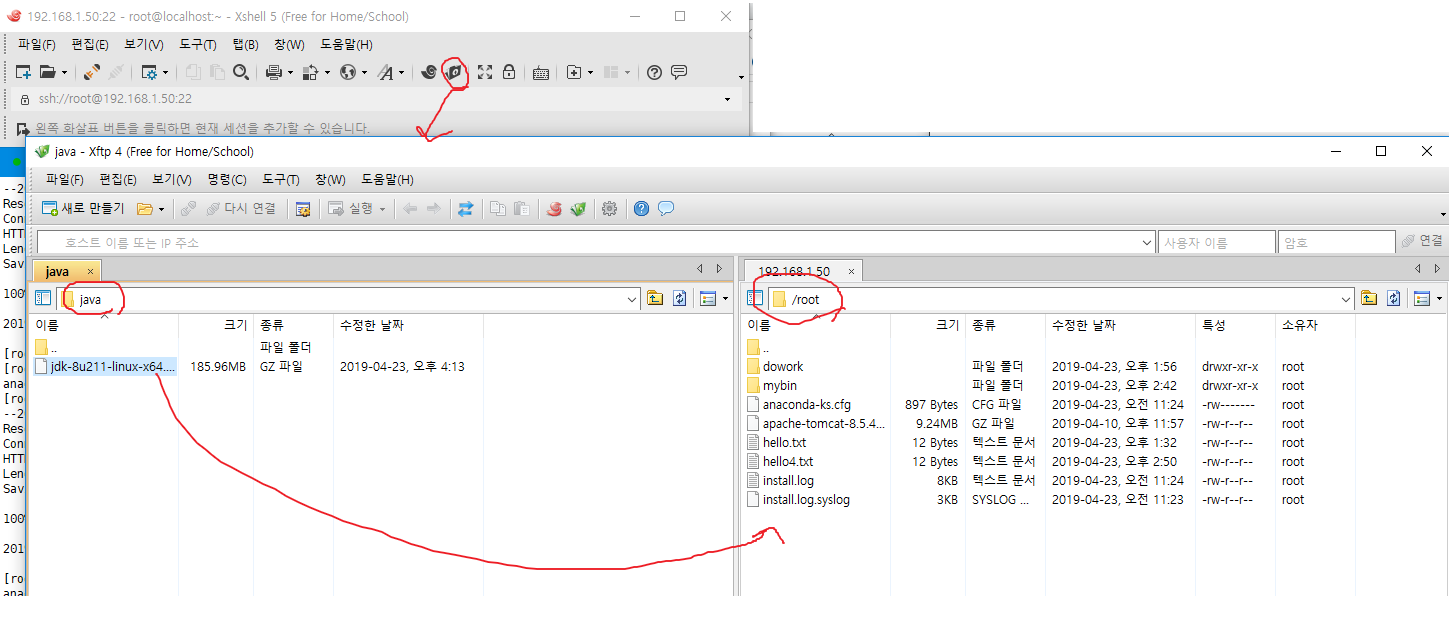 192.168.1.50:22 - root@localhost:~ - Xshell 5 (Free for Home/School)
파일(F) 편집(E) 보기(V) 도구(T) 탭(B) 창(W) 도움말(H)
ssh://root@192.168.1.50:22
왼쪽 화살표 버튼을 클릭하면 현재 세션을 추가할 수 있습니다.
java - Xftp 4 (Free for Home/School)
파일(F) 편집(E) 보기(V) 명령(C) 도구(T) 창(W) 도움말(H)
새로 만들기 다시 연결 실행
호스트 이름 또는 IP 주소 사용자 이름 암호 연결
java 192.168.1.50
java /root
이름 크기 종류 수정한 날짜 이름 크기 종류 수정한 날짜 특성 소유자
.. 파일 폴더 ..
jdk-8u211-linux-x64.... 185.96MB GZ 파일 2019-04-23, 오후 4:13 dowork 파일 폴더 2019-04-23, 오후 1:56 drwxr-xr-x root
mybin 파일 폴더 2019-04-23, 오후 2:42 drwxr-xr-x root
anaconda-ks.cfg 897 Bytes CFG 파일 2019-04-23, 오전 11:24 -rw------- root
apache-tomcat-8.5.4... 9.24MB GZ 파일 2019-04-10, 오후 11:57 -rw-r--r-- root
hello.txt 12 Bytes 텍스트 문서 2019-04-23, 오후 1:32 -rw-r--r-- root
hello4.txt 12 Bytes 텍스트 문서 2019-04-23, 오후 2:50 -rw-r--r-- root
install.log 8KB 텍스트 문서 2019-04-23, 오전 11:24 -rw-r--r-- root
install.log.syslog 3KB SYSLOG ... 2019-04-23, 오전 11:23 -rw-r--r-- root
--2
Res
Con
HTT
Len
Sav
100%
201
[ro
[ro
ana
[ro
--2
Res
Con
HTT
Len
Sav
100%
201
[ro
ana